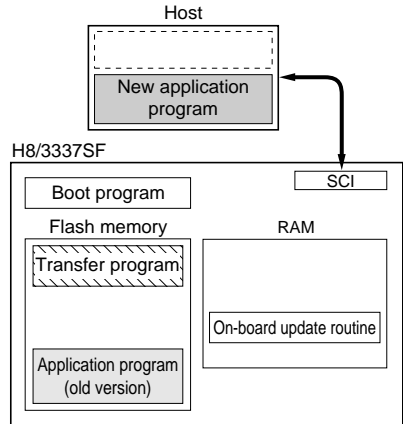 Host
New application
program
H8/3337SF
SCI
Boot program
Flash memory
RAM
Transfer program
On-board update routine
Application program
(old version)